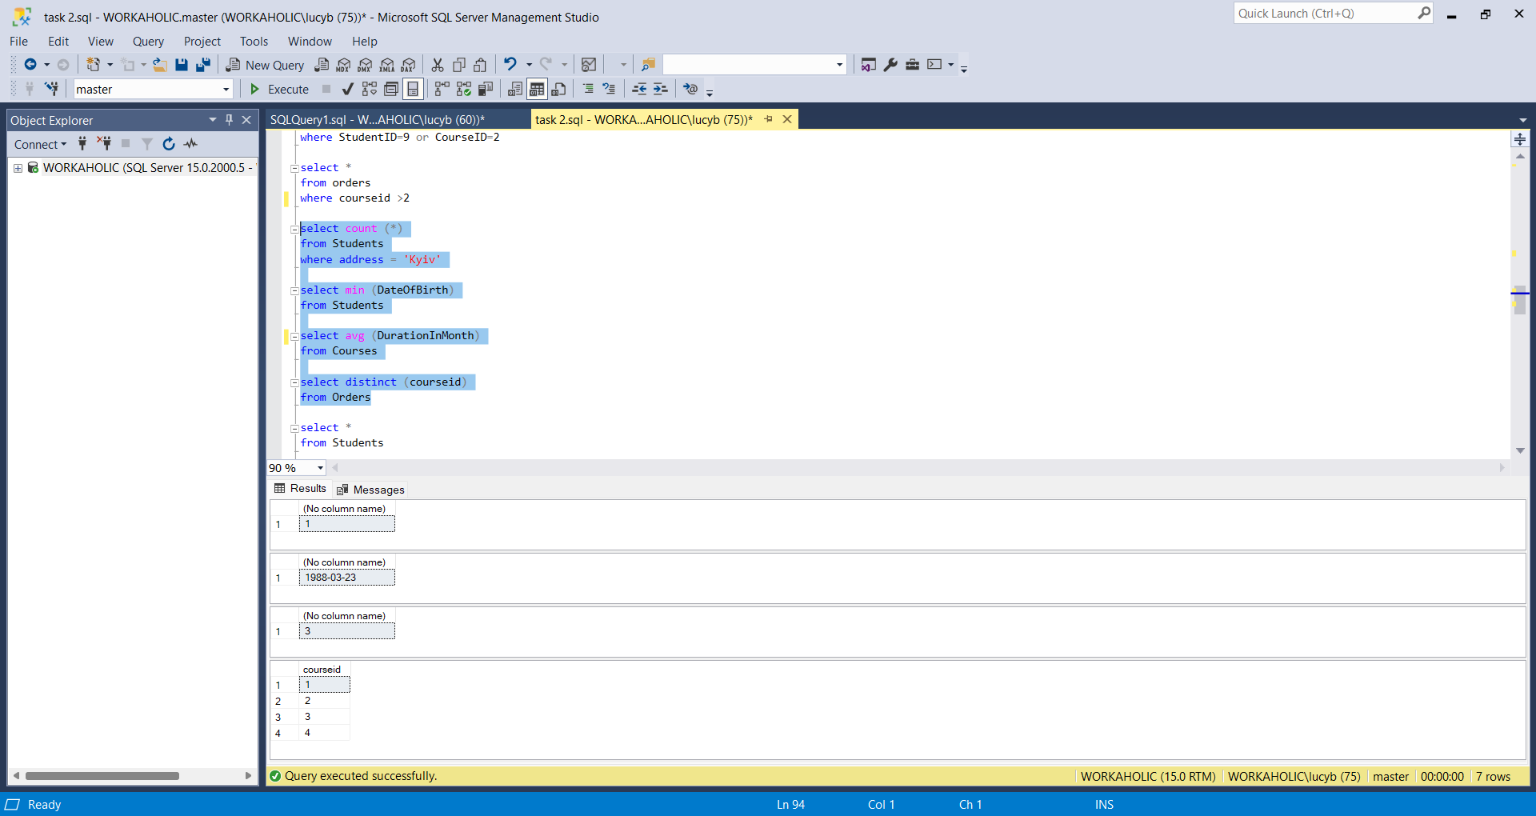 task 2.sql - WORKAHOLIC.master (WORKAHOLIC\lucyb (75))* - Microsoft SQL Server Management Studio
Quick Launch (Ctrl+Q)
File Edit View Query Project Tools Window Help
New Query
MDX DMX XMLA DAX
master
Execute
Object Explorer
SQLQuery1.sql - W...AHOLIC\lucyb (60))*
task 2.sql - WORKA...AHOLIC\lucyb (75))*
Connect
WORKAHOLIC (SQL Server 15.0.2000.5 -
where StudentID=9 or CourseID=2
select *
from orders
where courseid >2
select count (*)
from Students
where address = 'Kyiv'
select min (DateOfBirth)
from Students
select avg (DurationInMonth)
from Courses
select distinct (courseid)
from Orders
select *
from Students
90 %
Results Messages
(No column name)
1 1
(No column name)
1 1988-03-23
(No column name)
1 3
courseid
1 1
2 2
3 3
4 4
Query executed successfully.
WORKAHOLIC (15.0 RTM) WORKAHOLIC\lucyb (75) master 00:00:00 7 rows
Ready Ln 94 Col 1 Ch 1 INS